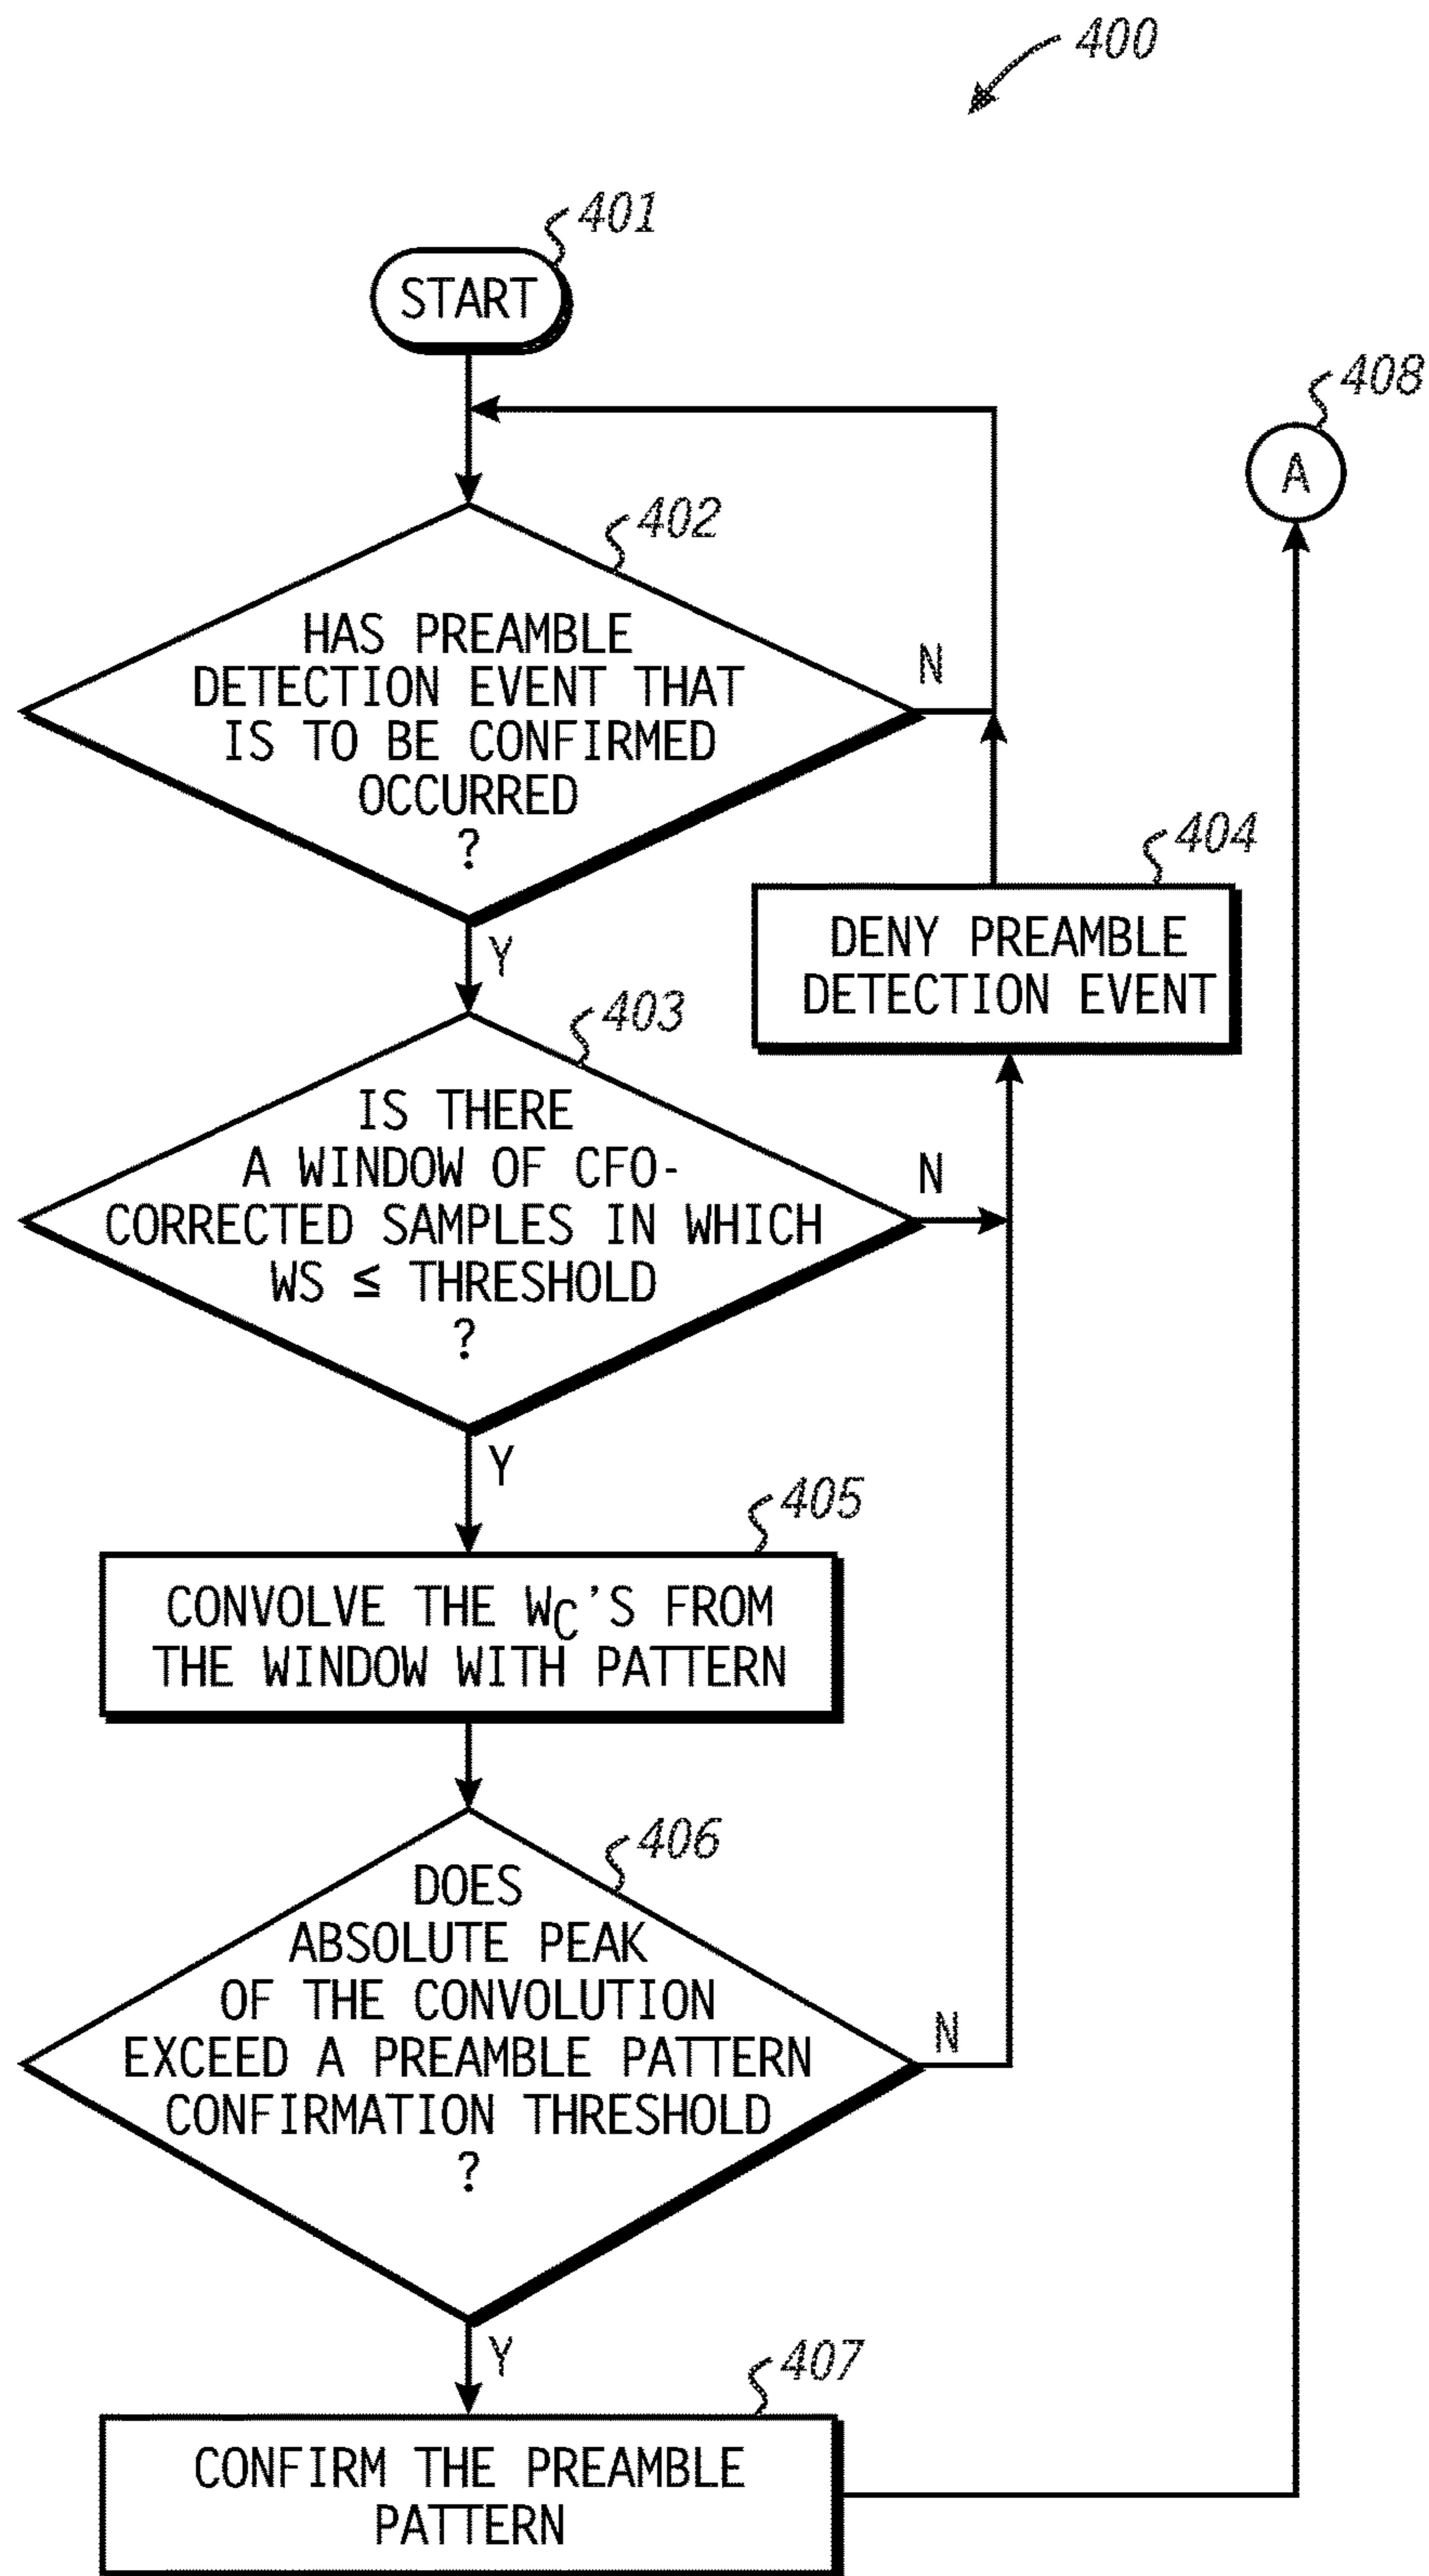 400
401
START
408
A
402
HAS PREAMBLE
DETECTION EVENT THAT
IS TO BE CONFIRMED
OCCURRED
?
N
Y
404
DENY PREAMBLE
DETECTION EVENT
403
IS THERE
A WINDOW OF CFO-
CORRECTED SAMPLES IN WHICH
WS ≤ THRESHOLD
?
N
Y
405
CONVOLVE THE WC'S FROM
THE WINDOW WITH PATTERN
406
DOES
ABSOLUTE PEAK
OF THE CONVOLUTION
EXCEED A PREAMBLE PATTERN
CONFIRMATION THRESHOLD
?
N
Y
407
CONFIRM THE PREAMBLE
PATTERN